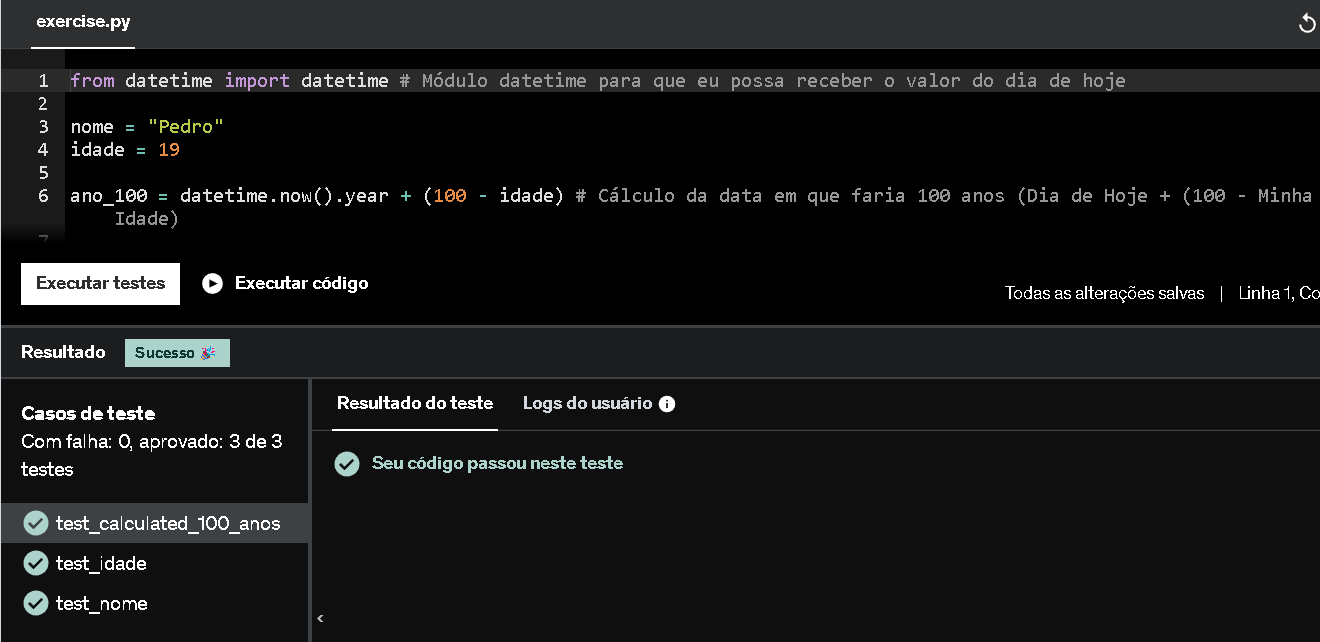 exercise.py
1 from datetime import datetime # Módulo datetime para que eu possa receber o valor do dia de hoje
2
3 nome = "Pedro"
4 idade = 19
5
6 ano_100 = datetime.now().year + (100 - idade) # Cálculo da data em que faria 100 anos (Dia de Hoje + (100 - Minha
Idade)
7
Executar testes
Executar código
Todas as alterações salvas | Linha 1, Co
Resultado
Sucesso 🎉
Casos de teste
Com falha: 0, aprovado: 3 de 3
testes
test_calculated_100_anos
test_idade
test_nome
Resultado do teste
Logs do usuário
Seu código passou neste teste